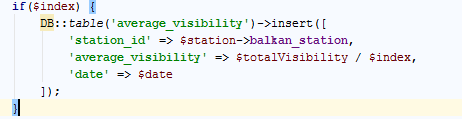 if($index) {
DB::table('average_visibility')->insert([
'station_id' => $station->balkan_station,
'average_visibility' => $totalVisibility / $index,
'date' => $date
]);
}